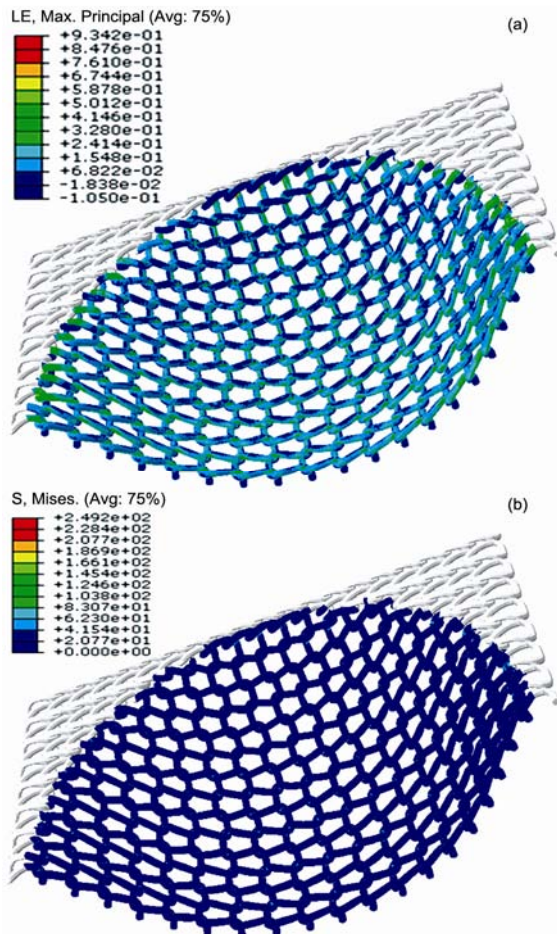 LE, Max. Principal (Avg: 75%)
(a)
+9.342e-01
+8.476e-01
+7.610e-01
+6.744e-01
+5.878e-01
+5.012e-01
+4.146e-01
+3.280e-01
+2.414e-01
+1.548e-01
+6.822e-02
-1.838e-02
-1.050e-01
S, Mises. (Avg: 75%)
(b)
+2.492e+02
+2.284e+02
+2.077e+02
+1.869e+02
+1.661e+02
+1.454e+02
+1.246e+02
+1.038e+02
+8.307e+01
+6.230e+01
+4.154e+01
+2.077e+01
+0.000e+00